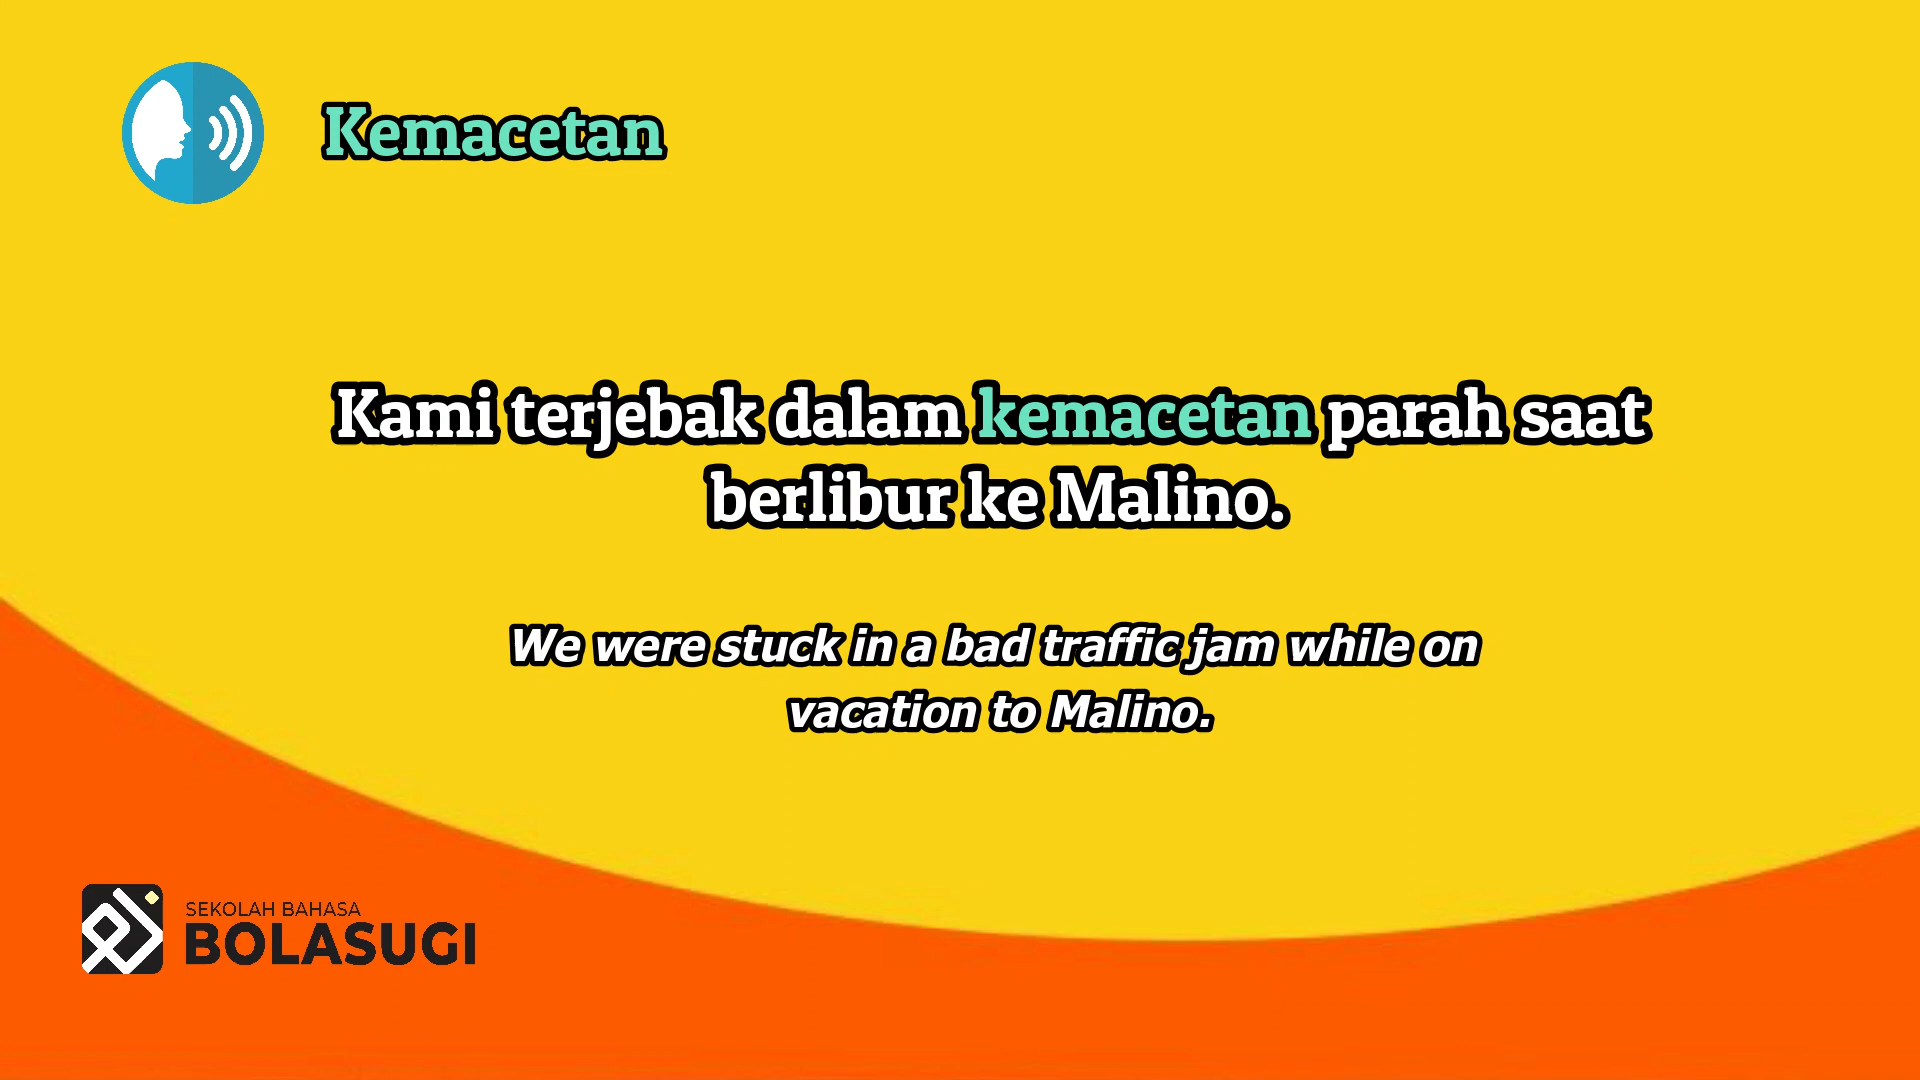 Kemacetan
Kami terjebak dalam kemacetan parah saat
berlibur ke Malino.
We were stuck in a bad traffic jam while on
vacation to Malino.
SEKOLAH BAHASA
BOLASUGI